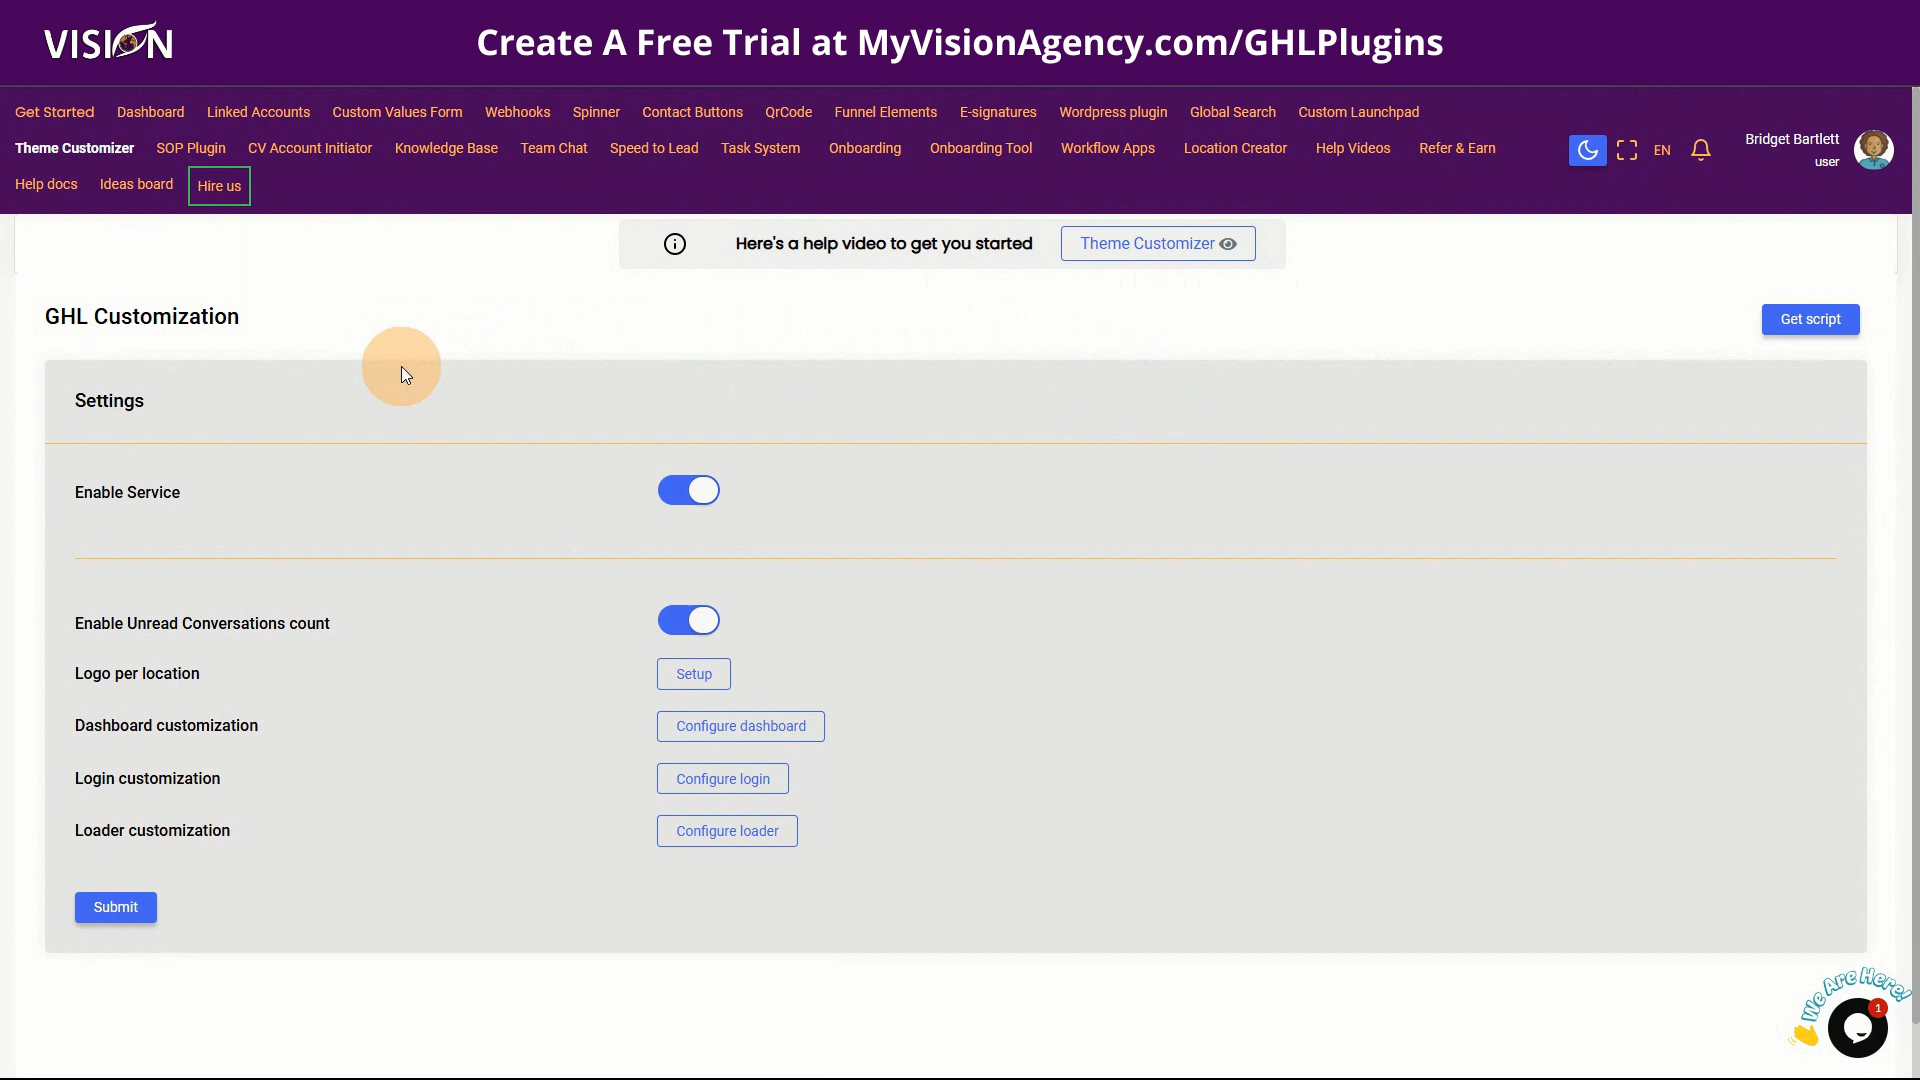 VISION
Create A Free Trial at MyVisionAgency.com/GHLPlugins
Get Started Dashboard Linked Accounts Custom Values Form Webhooks Spinner Contact Buttons QrCode Funnel Elements E-signatures Wordpress plugin Global Search Custom Launchpad
Theme Customizer SOP Plugin CV Account Initiator Knowledge Base Team Chat Speed to Lead Task System Onboarding Onboarding Tool Workflow Apps Location Creator Help Videos Refer & Earn
Help docs Ideas board Hire us
EN
Bridget Bartlett
user
Here's a help video to get you started Theme Customizer
GHL Customization
Get script
Settings
Enable Service
Enable Unread Conversations count
Logo per location Setup
Dashboard customization Configure dashboard
Login customization Configure login
Loader customization Configure loader
Submit
We Are Here!
1